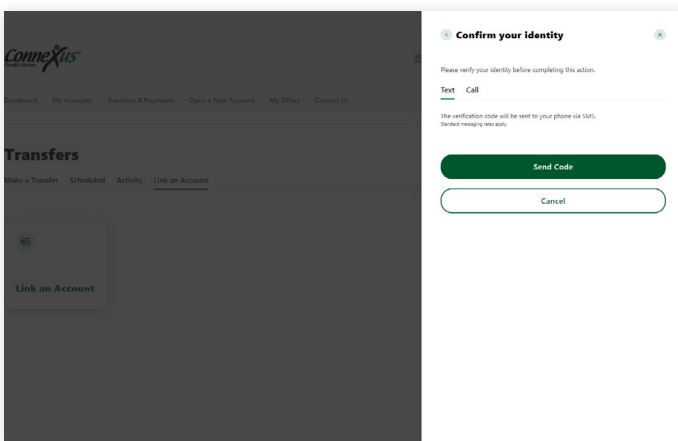 Connexus
Credit Union
Dashboard My Accounts Transfers & Payments Open a New Account My Offers Contact Us
Transfers
Make a Transfer Scheduled Activity Link an Account
Link an Account
Confirm your identity
Please verify your identity before completing this action.
Text Call
The verification code will be sent to your phone via SMS.
Standard messaging rates apply.
Send Code
Cancel